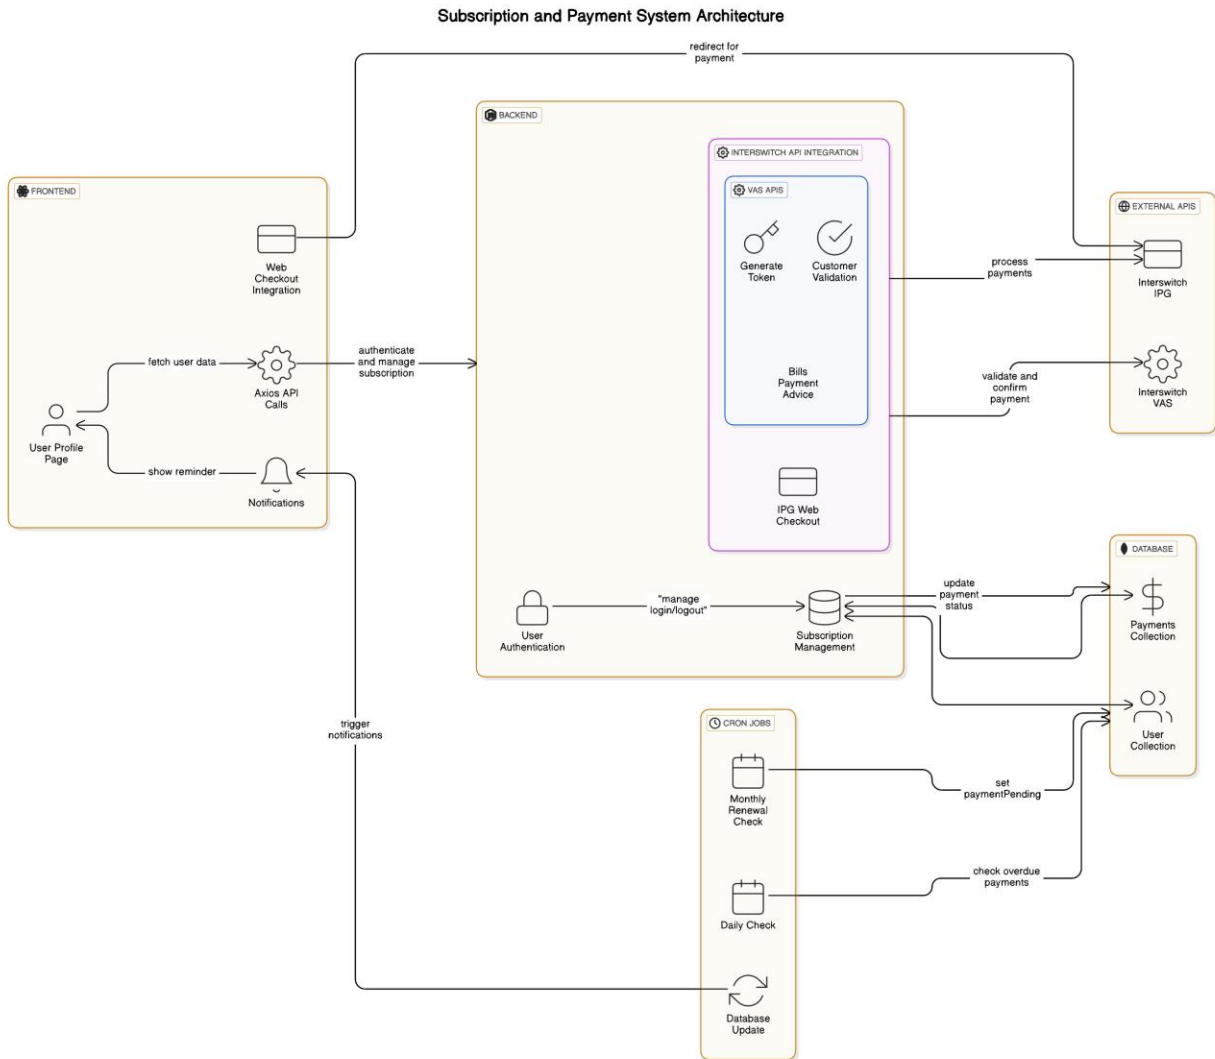 Subscription and Payment System Architecture
redirect for
payment
BACKEND
INTERSWITCH API INTEGRATION
VAS APIS
Generate
Token
Customer
Validation
Bills
Payment
Advice
IPG Web
Checkout
User
Authentication
"manage
login/logout"
Subscription
Management
FRONTEND
Web
Checkout
Integration
fetch user data
Axios API
Calls
authenticate
and manage
subscription
User Profile
Page
show reminder
Notifications
EXTERNAL APIS
process
payments
Interswitch
IPG
validate and
confirm
payment
Interswitch
VAS
DATABASE
update
payment
status
Payments
Collection
User
Collection
trigger
notifications
CRON JOBS
Monthly
Renewal
Check
set
paymentPending
Daily Check
check overdue
payments
Database
Update